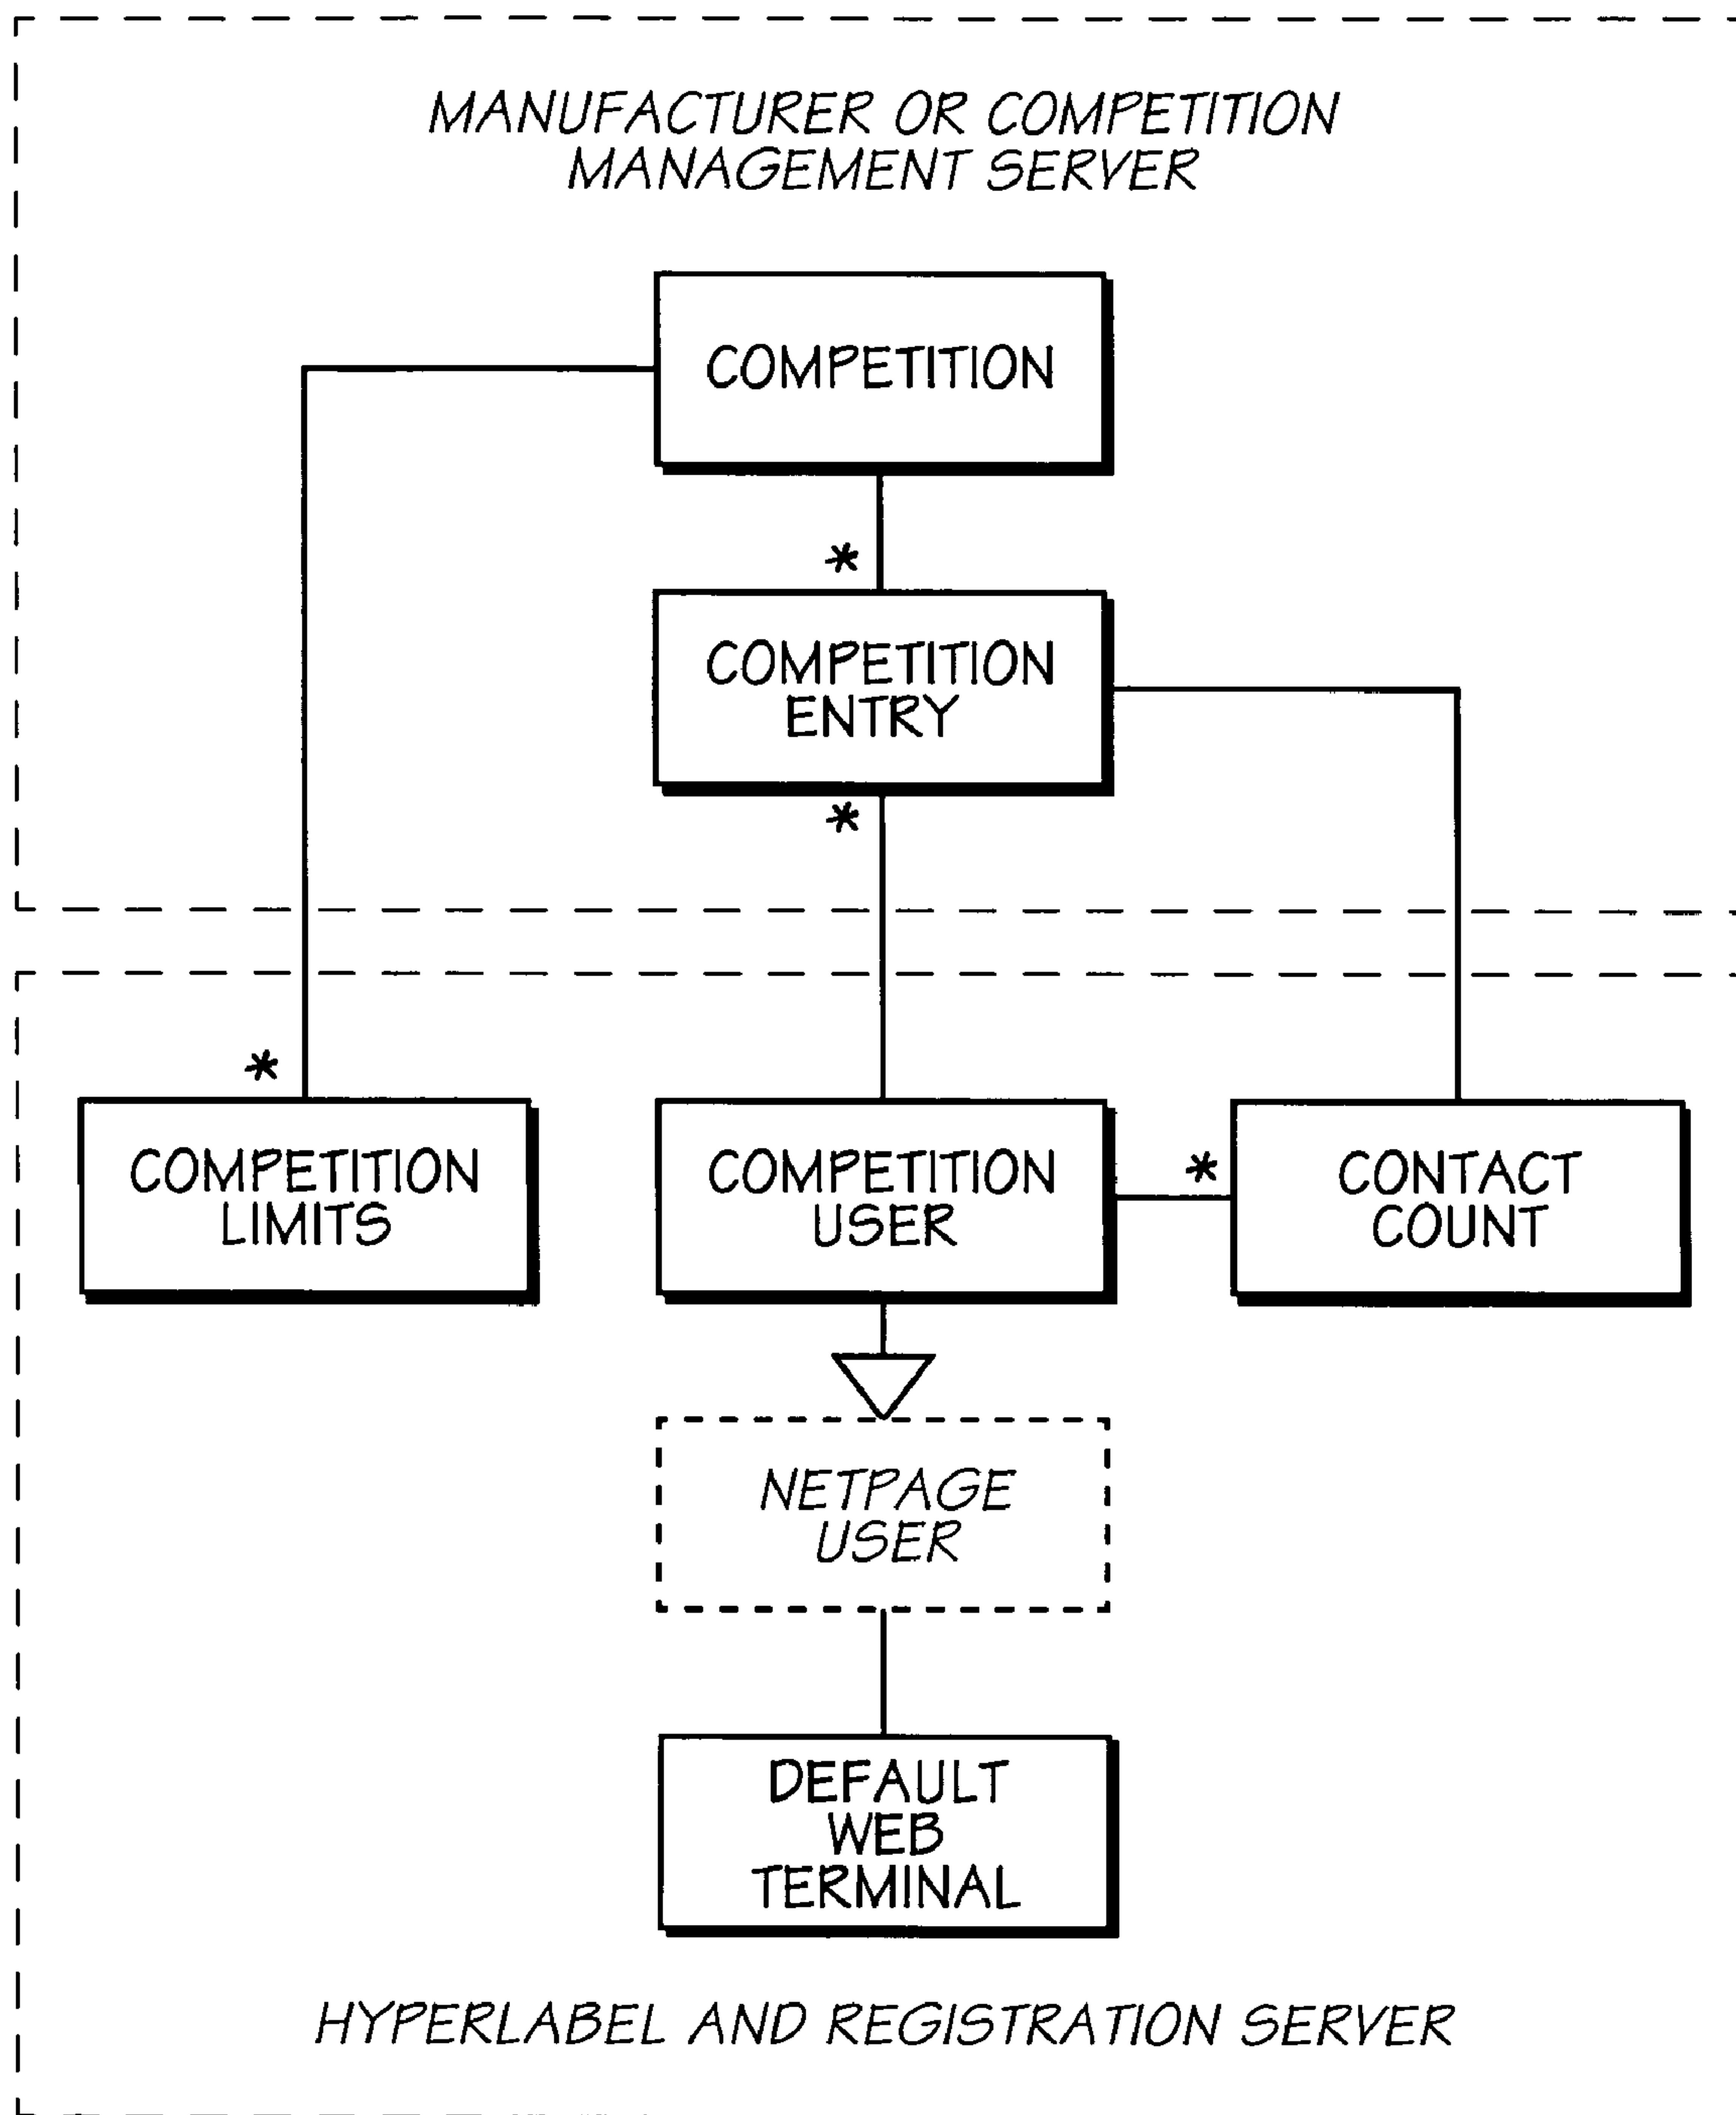 MANUFACTURER OR COMPETITION
MANAGEMENT SERVER
COMPETITION
*
COMPETITION
ENTRY
*
*
COMPETITION
LIMITS
COMPETITION
USER
*
CONTACT
COUNT
NETPAGE
USER
DEFAULT
WEB
TERMINAL
HYPERLABEL AND REGISTRATION SERVER